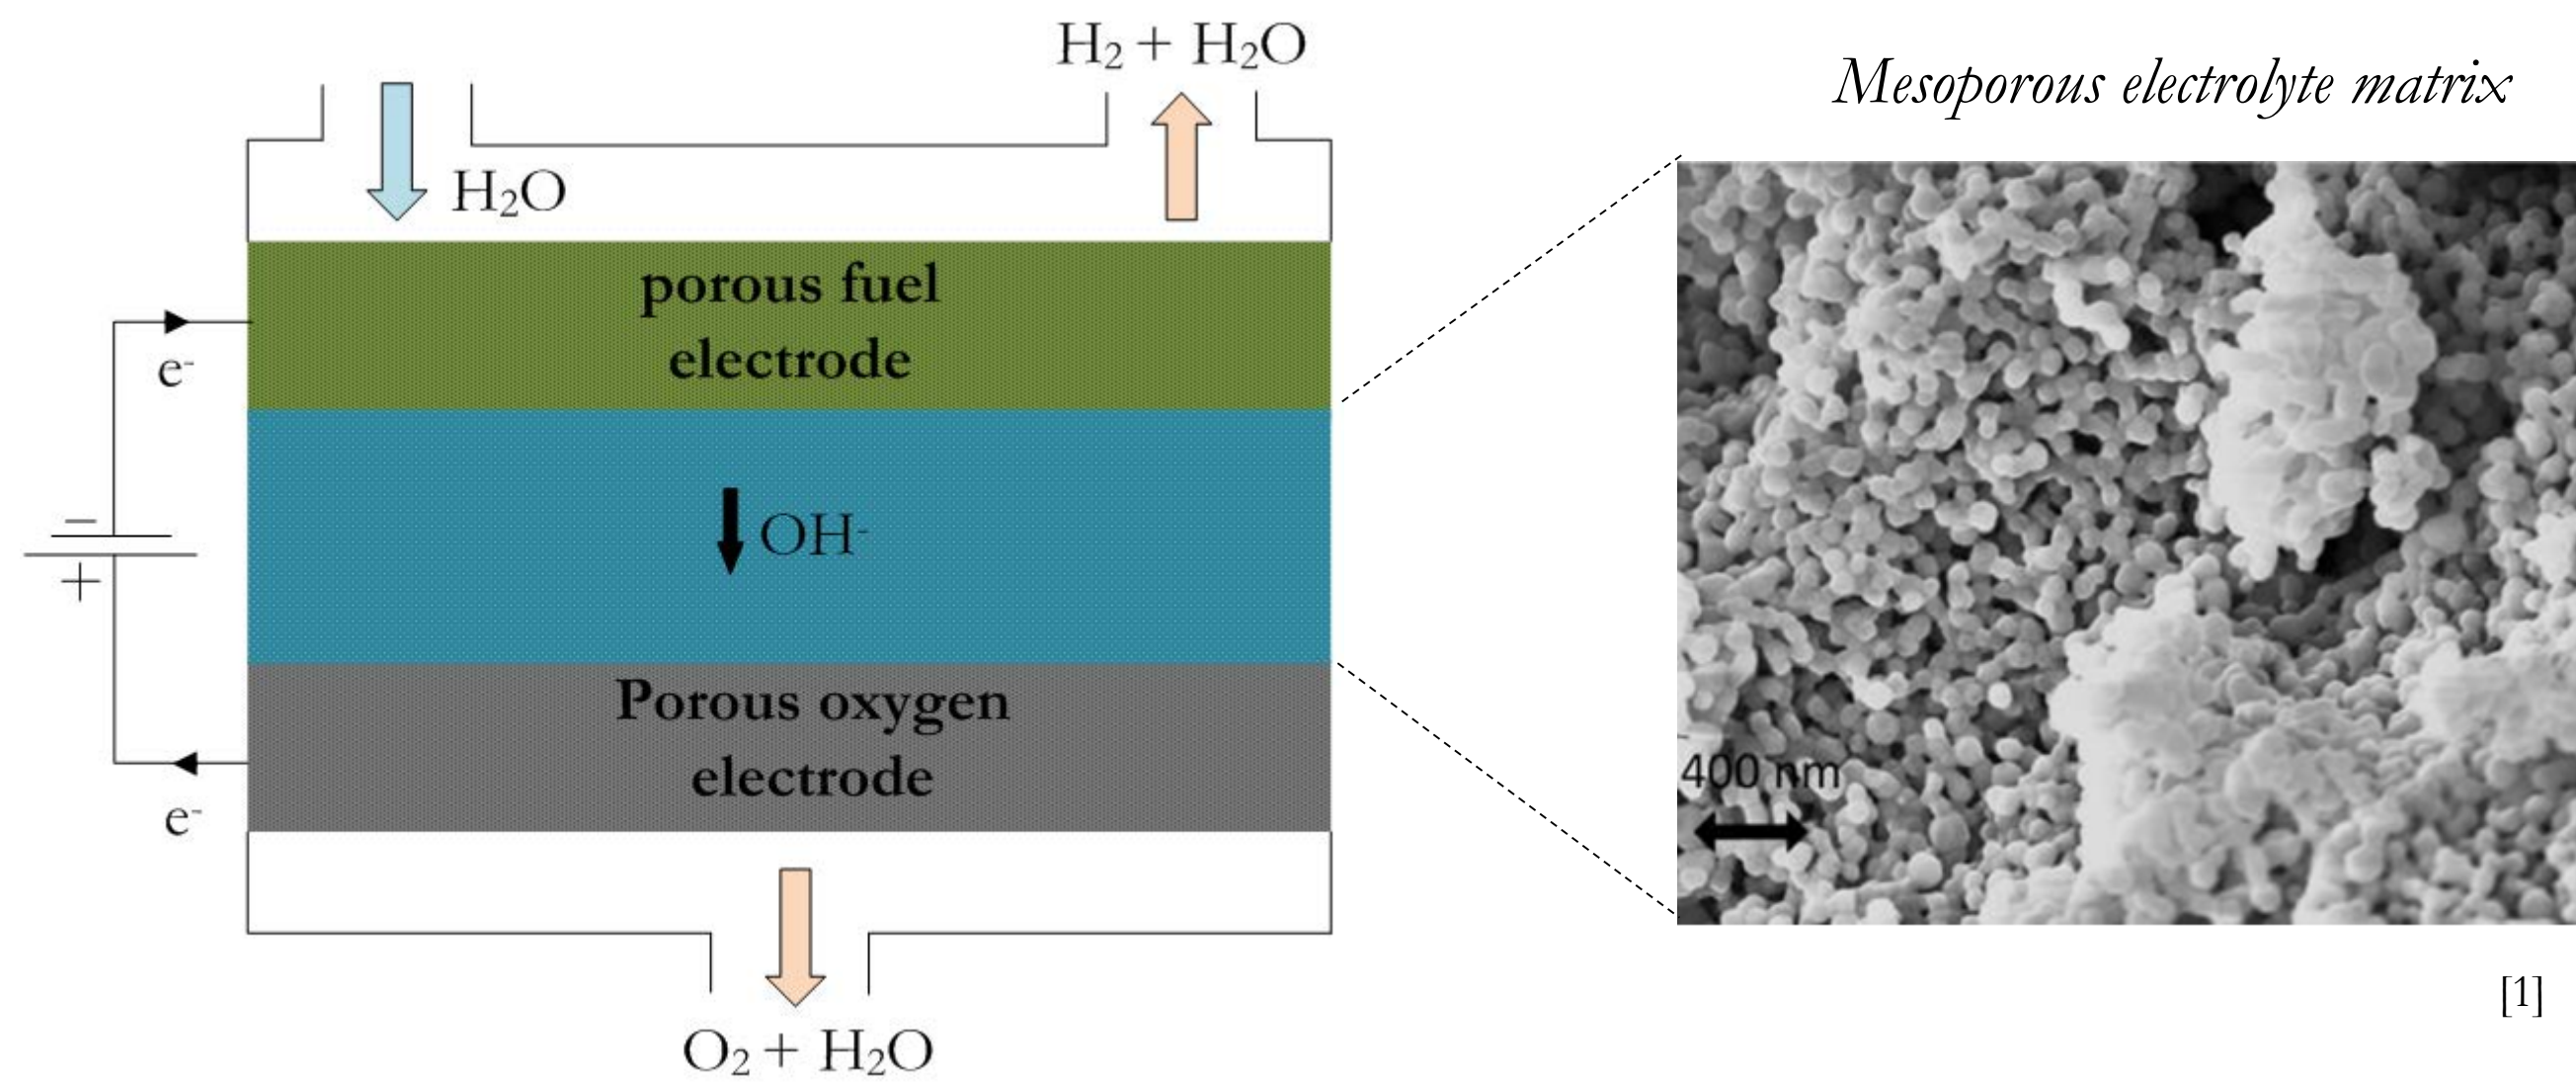 H₂ + H₂O
Mesoporous electrolyte matrix
H₂O
porous fuel
electrode
e⁻
−
+
OH⁻
Porous oxygen
electrode
e⁻
400 nm
O₂ + H₂O
[1]